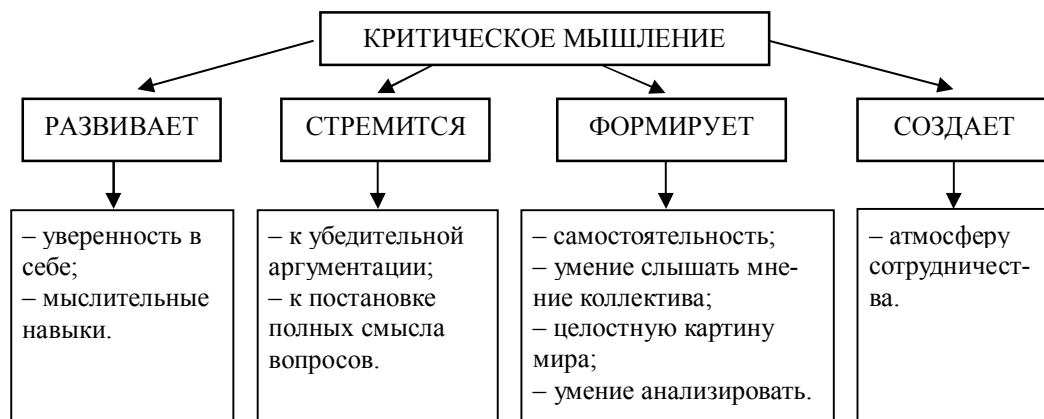 КРИТИЧЕСКОЕ МЫШЛЕНИЕ
РАЗВИВАЕТ
СТРЕМИТСЯ
ФОРМИРУЕТ
СОЗДАЕТ
– уверенность в
себе;
– мыслительные
навыки.
– к убедительной
аргументации;
– к постановке
полных смысла
вопросов.
– самостоятельность;
– умение слышать мне-
ние коллектива;
– целостную картину
мира;
– умение анализировать.
– атмосферу
сотрудничест-
ва.